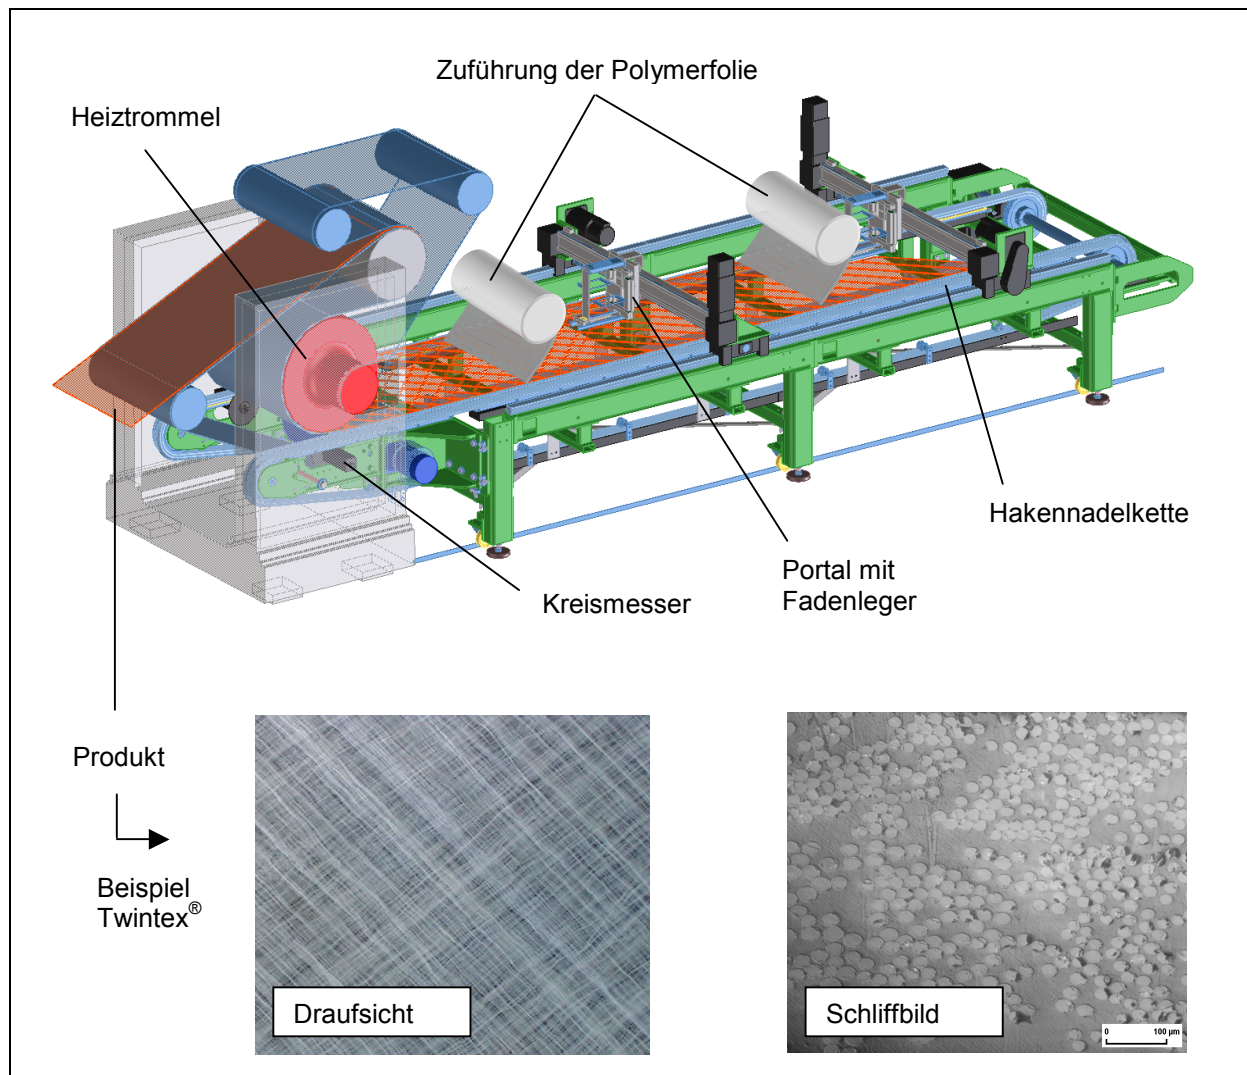 Zuführung der Polymerfolie
Heiztrommel
Hakennadelkette
Portal mit
Fadenleger
Kreismesser
Produkt
Beispiel
Twintex®
Draufsicht
Schliffbild
0 100 µm